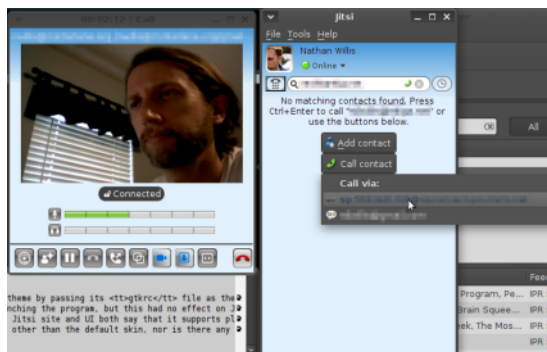 00:02:12 | Call
Connected
theme by passing its <tt>gtkrc</tt> file as the
nching the program, but this had no effect on J
Jitsi site and UI both say that it supports pl
other than the default skin, nor is there any
Jitsi
File Tools Help
Nathan Willis
Online
No matching contacts found. Press
Ctrl+Enter to call " " or
use the buttons below.
Add contact
Call contact
Call via:
sip:
All
Fee
Program, Pe... IPR
Brain Squee... IPR
ek, The Mos... IPR
IPR